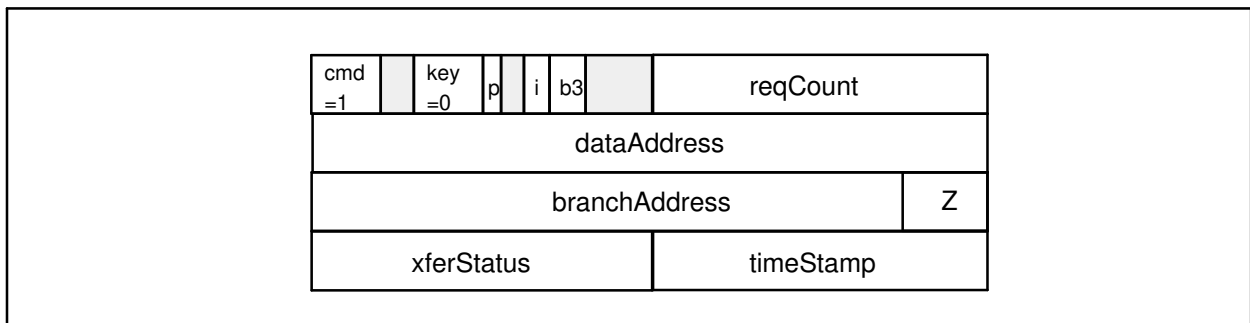 cmd =1 key =0 p i b3 reqCount
dataAddress
branchAddress Z
xferStatus timeStamp